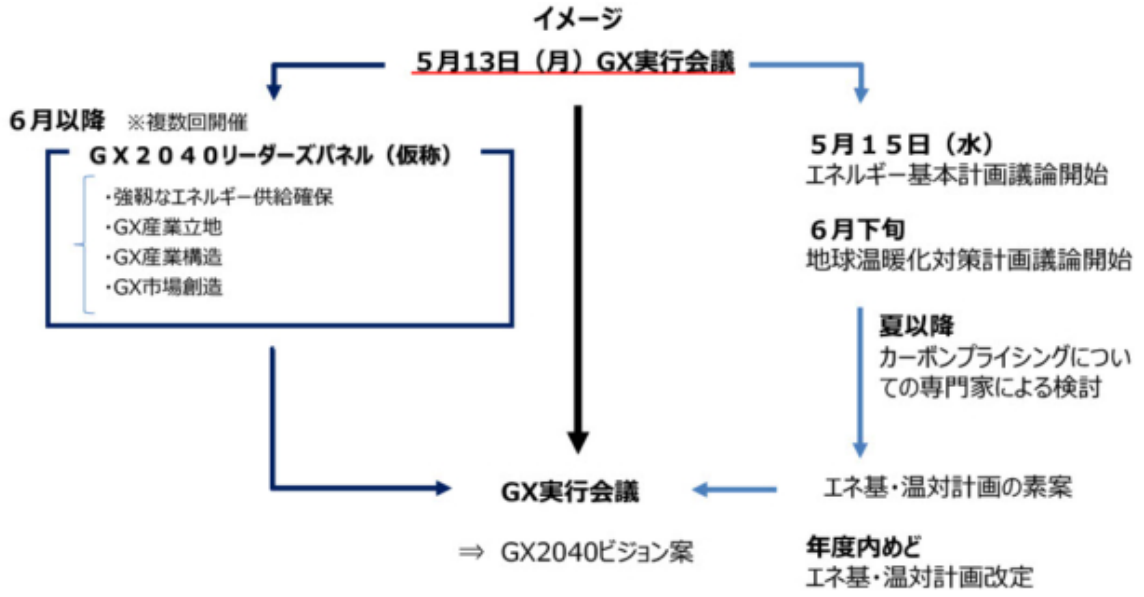 イメージ
5月13日（月）GX実行会議
6月以降 ※複数回開催
GX2040リーダーズパネル（仮称）
・強靭なエネルギー供給確保
・GX産業立地
・GX産業構造
・GX市場創造
5月15日（水）
エネルギー基本計画議論開始
6月下旬
地球温暖化対策計画議論開始
夏以降
カーボンプライシングについ
ての専門家による検討
GX実行会議
エネ基・温対計画の素案
⇒ GX2040ビジョン案
年度内めど
エネ基・温対計画改定